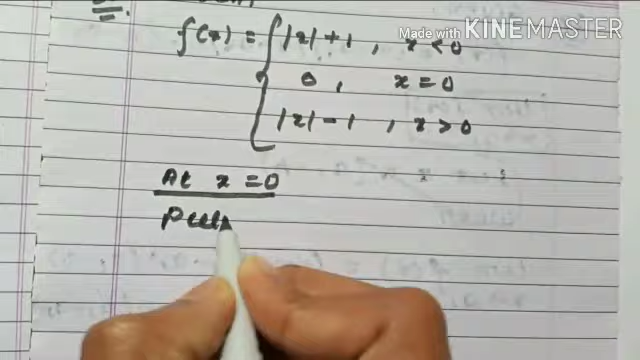 Made with KINEMASTER
f(x) = { |x| + 1 , x < 0
0 , x = 0
|x| - 1 , x > 0
At x = 0